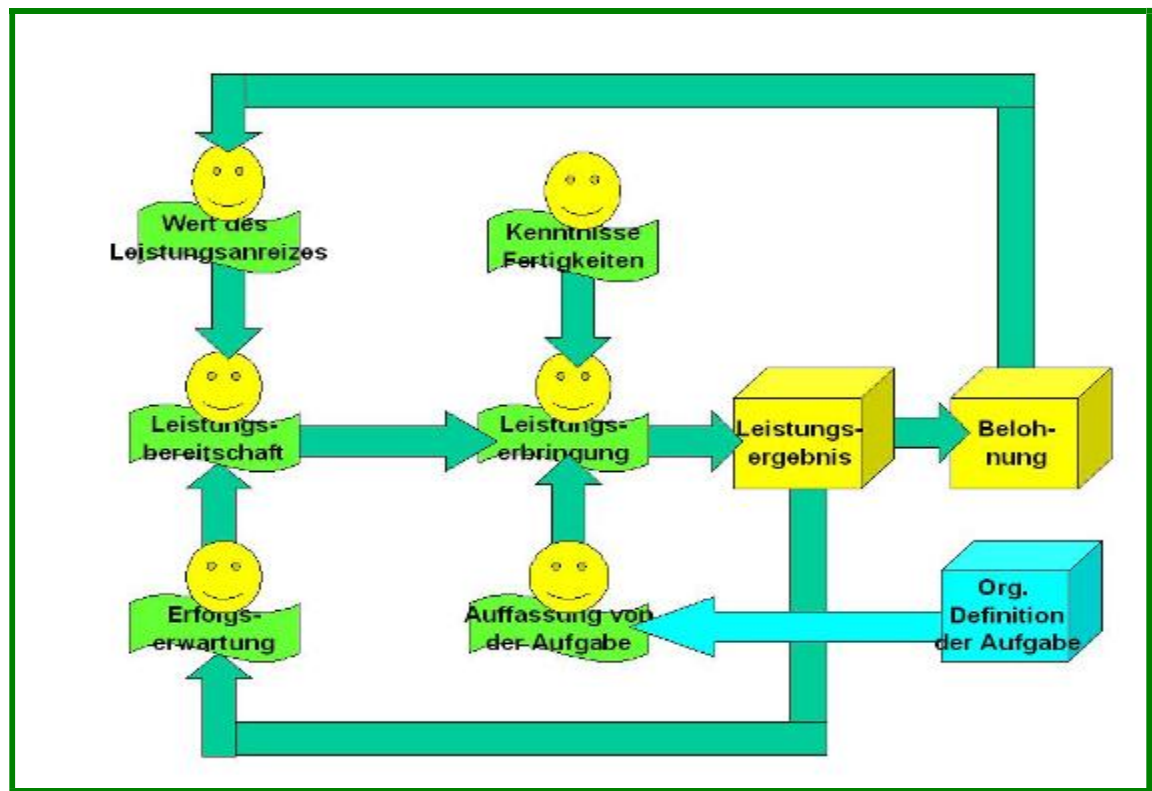 Wert des
Leistungsanreizes
Kenntnisse
Fertigkeiten
Leistungs-
bereitschaft
Leistungs-
erbringung
Leistungs-
ergebnis
Beloh-
nung
Erfolgs-
erwartung
Auffassung von
der Aufgabe
Org.
Definition
der Aufgabe